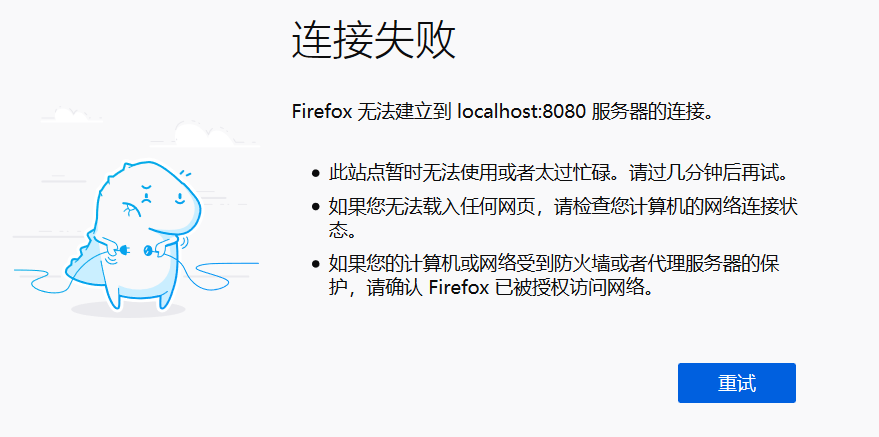 连接失败
Firefox 无法建立到 localhost:8080 服务器的连接。
此站点暂时无法使用或者太过忙碌。请过几分钟后再试。
如果您无法载入任何网页，请检查您计算机的网络连接状
态。
如果您的计算机或网络受到防火墙或者代理服务器的保
护，请确认 Firefox 已被授权访问网络。
重试